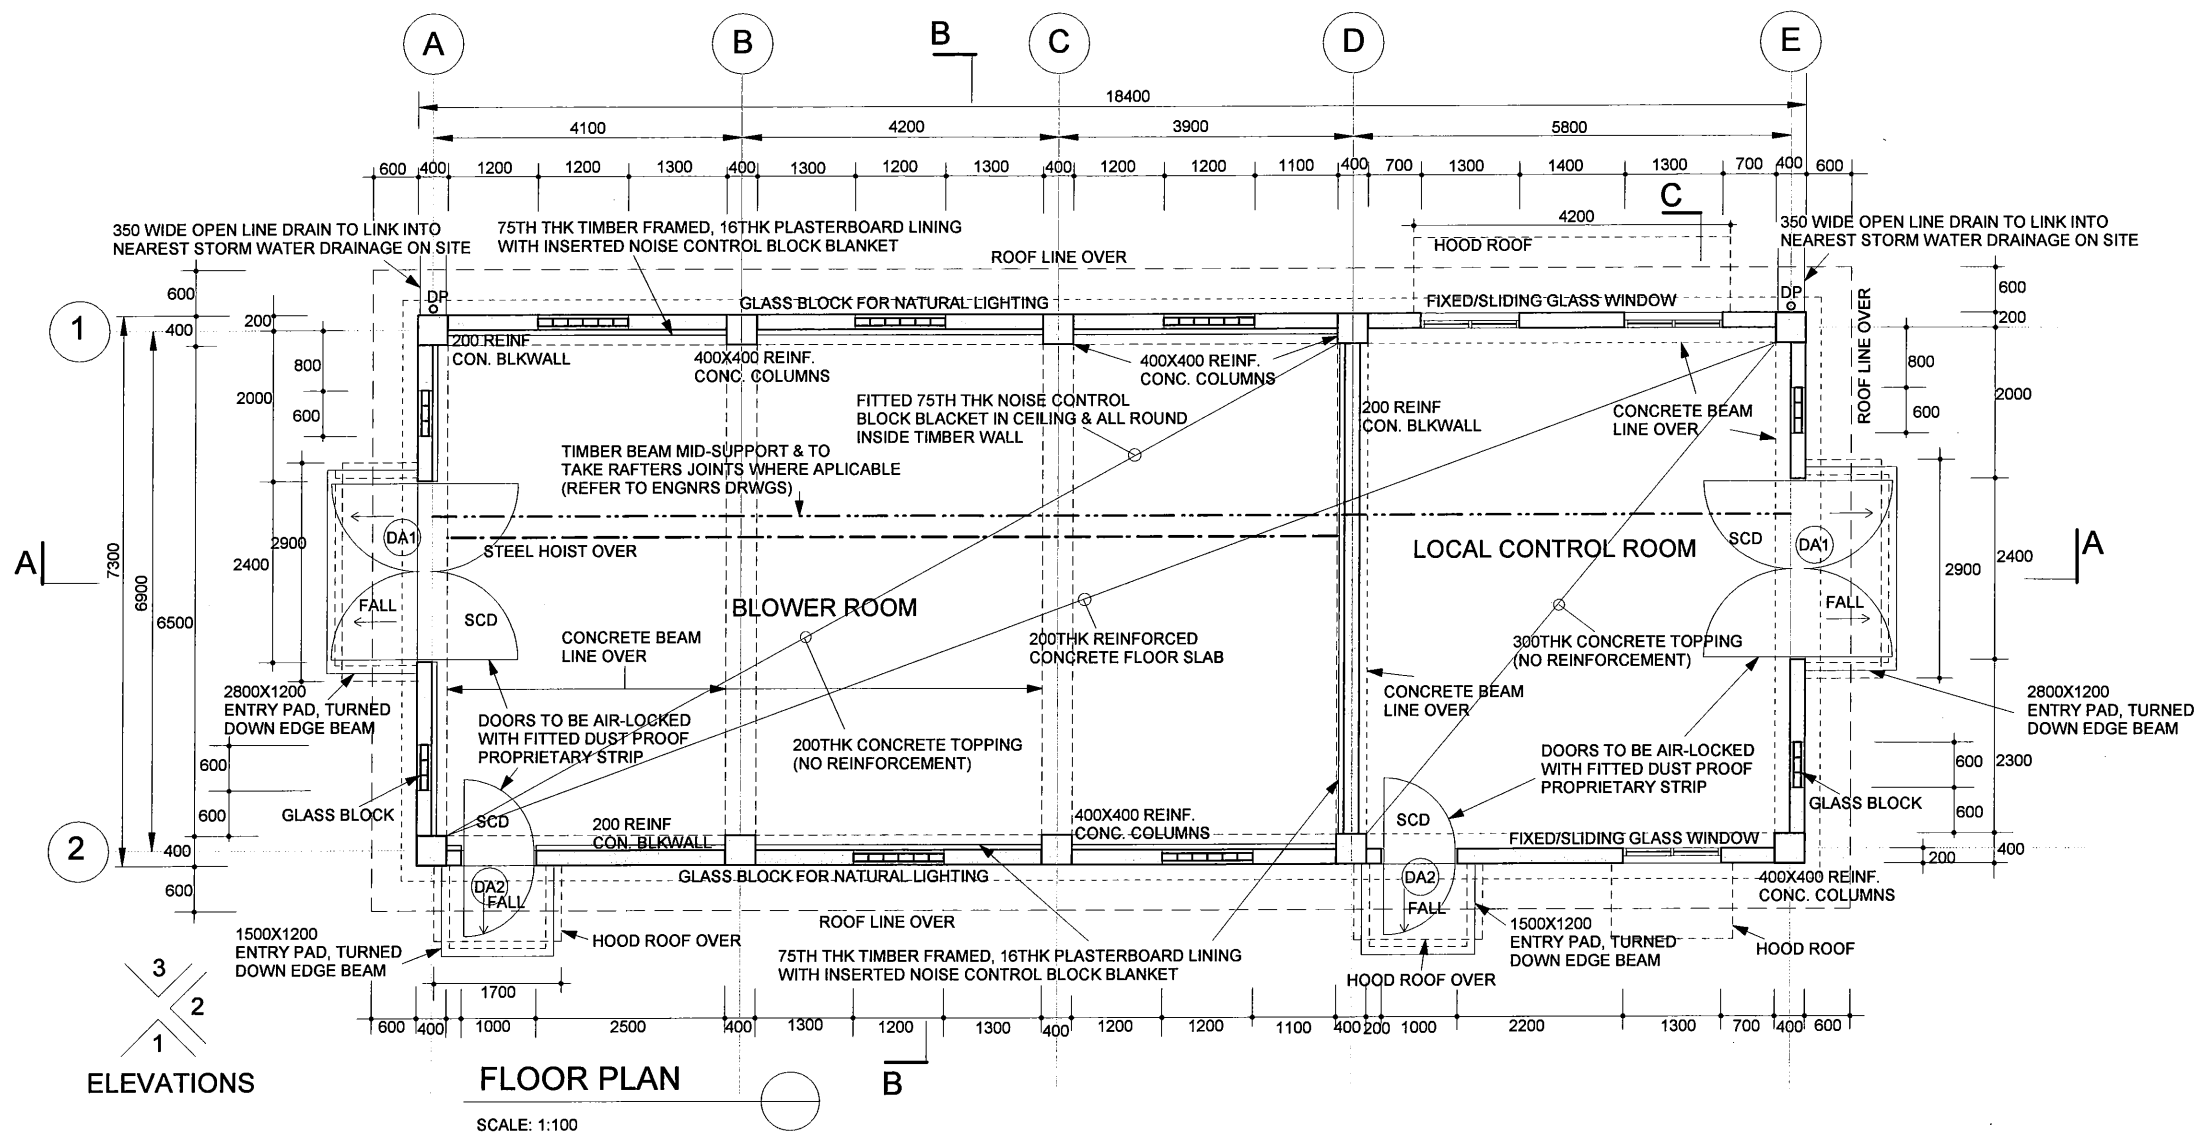 A B C D E
B
18400
4100 4200 3900 5800
600 400 1200 1200 1300 400 1200 1200 1300 400 1200 1200 1100 400 700 1300 1400 1300 700 400 600
C
4200
350 WIDE OPEN LINE DRAIN TO LINK INTO
NEAREST STORM WATER DRAINAGE ON SITE
75TH THK TIMBER FRAMED, 16THK PLASTERBOARD LINING
WITH INSERTED NOISE CONTROL BLOCK BLANKET
ROOF LINE OVER
HOOD ROOF
350 WIDE OPEN LINE DRAIN TO LINK INTO
NEAREST STORM WATER DRAINAGE ON SITE
DP
GLASS BLOCK FOR NATURAL LIGHTING
FIXED/SLIDING GLASS WINDOW
DP
ROOF LINE OVER
1
600
400
200
800
2000
600
200 REINF
CON. BLKWALL
400X400 REINF.
CONC. COLUMNS
400X400 REINF.
CONC. COLUMNS
FITTED 75TH THK NOISE CONTROL
BLOCK BLACKET IN CEILING & ALL ROUND
INSIDE TIMBER WALL
200 REINF
CON. BLKWALL
CONCRETE BEAM
LINE OVER
600
200
800
2000
600
TIMBER BEAM MID-SUPPORT & TO
TAKE RAFTERS JOINTS WHERE APLICABLE
(REFER TO ENGNRS DRWGS)
A
7300
6900
6500
2400
2900
DA1
STEEL HOIST OVER
LOCAL CONTROL ROOM
SCD
DA1
2900
2400
A
FALL
SCD
BLOWER ROOM
FALL
CONCRETE BEAM
LINE OVER
200THK REINFORCED
CONCRETE FLOOR SLAB
300THK CONCRETE TOPPING
(NO REINFORCEMENT)
2800X1200
ENTRY PAD, TURNED
DOWN EDGE BEAM
DOORS TO BE AIR-LOCKED
WITH FITTED DUST PROOF
PROPRIETARY STRIP
200THK CONCRETE TOPPING
(NO REINFORCEMENT)
CONCRETE BEAM
LINE OVER
DOORS TO BE AIR-LOCKED
WITH FITTED DUST PROOF
PROPRIETARY STRIP
2800X1200
ENTRY PAD, TURNED
DOWN EDGE BEAM
600
600
GLASS BLOCK
600
2300
600
GLASS BLOCK
2
400
600
SCD
200 REINF
CON. BLKWALL
400X400 REINF.
CONC. COLUMNS
SCD
FIXED/SLIDING GLASS WINDOW
400
200
GLASS BLOCK FOR NATURAL LIGHTING
400X400 REINF.
CONC. COLUMNS
DA2
FALL
DA2
FALL
ROOF LINE OVER
1500X1200
ENTRY PAD, TURNED
DOWN EDGE BEAM
HOOD ROOF OVER
75TH THK TIMBER FRAMED, 16THK PLASTERBOARD LINING
WITH INSERTED NOISE CONTROL BLOCK BLANKET
HOOD ROOF OVER
1500X1200
ENTRY PAD, TURNED
DOWN EDGE BEAM
HOOD ROOF
1700
600 400 1000 2500 400 1300 1200 1300 400 1200 1200 1100 400 200 1000 2200 1300 700 400 600
3
2
1
ELEVATIONS
B
FLOOR PLAN
SCALE: 1:100